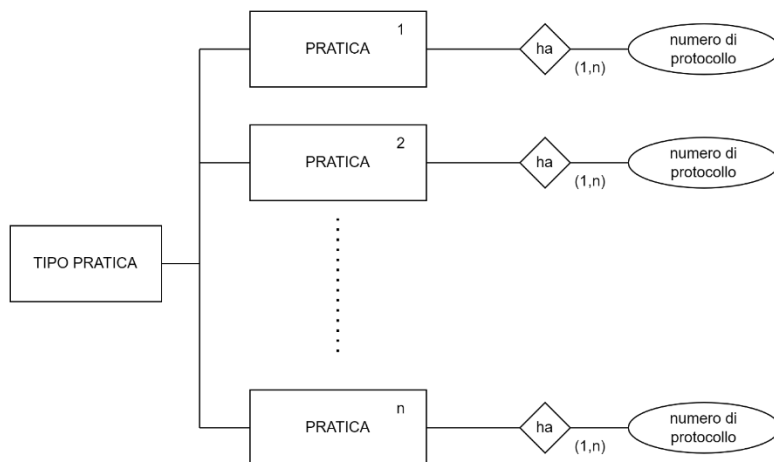 1
PRATICA
ha
(1,n)
numero di
protocollo
2
PRATICA
ha
(1,n)
numero di
protocollo
TIPO PRATICA
n
PRATICA
ha
(1,n)
numero di
protocollo